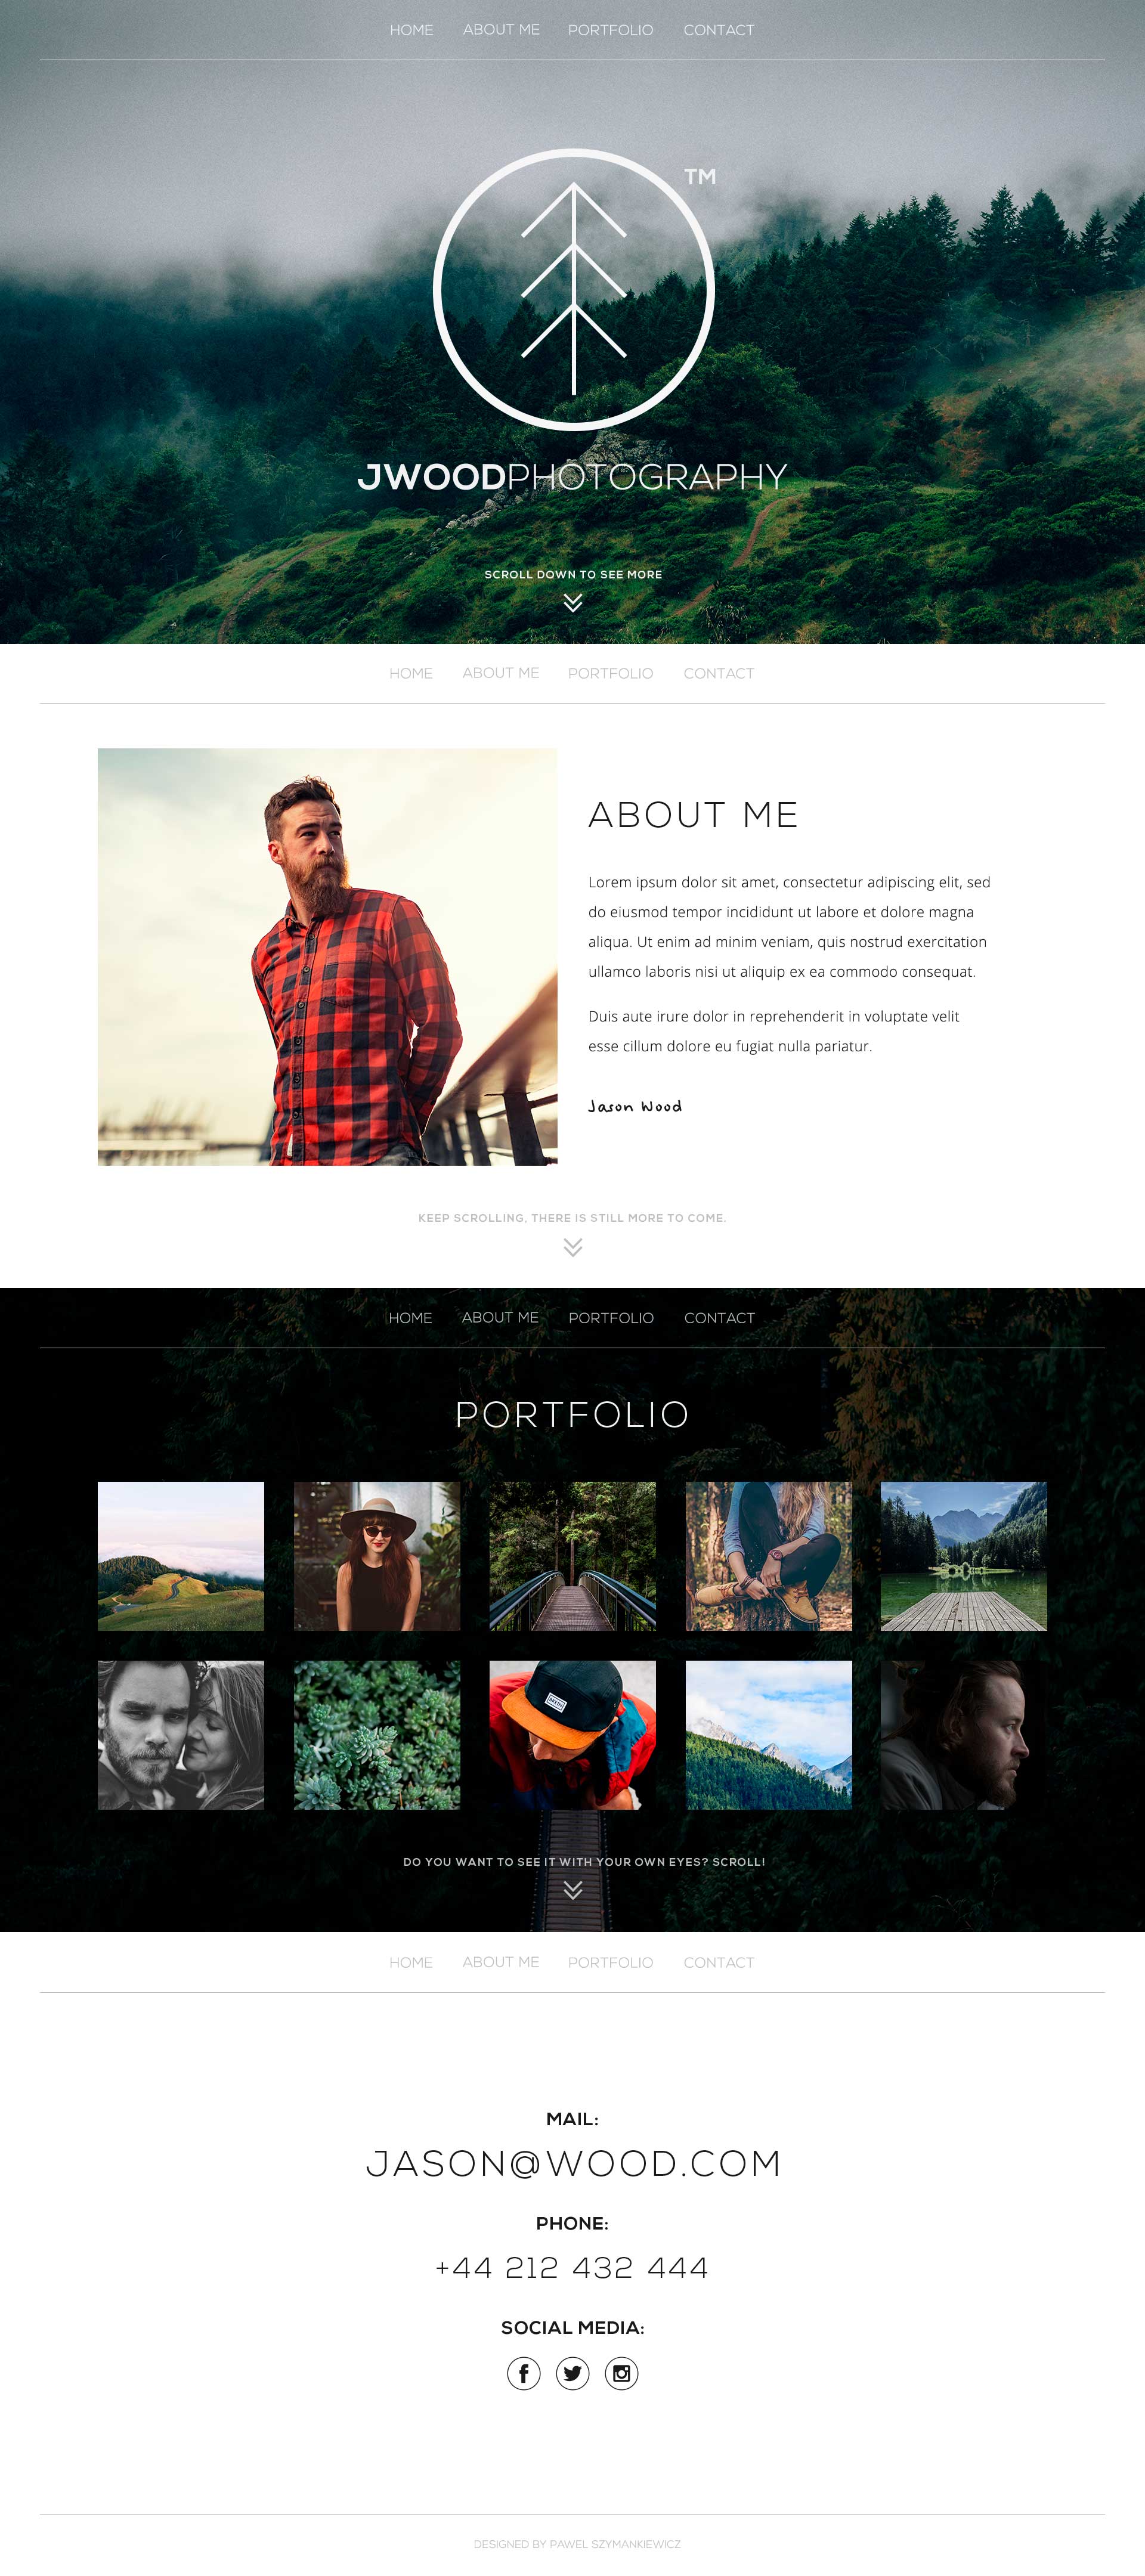 HOME ABOUT ME PORTFOLIO CONTACT
TM
JWOODPHOTOGRAPHY
SCROLL DOWN TO SEE MORE
HOME ABOUT ME PORTFOLIO CONTACT
ABOUT ME
Lorem ipsum dolor sit amet, consectetur adipiscing elit, sed
do eiusmod tempor incididunt ut labore et dolore magna
aliqua. Ut enim ad minim veniam, quis nostrud exercitation
ullamco laboris nisi ut aliquip ex ea commodo consequat.
Duis aute irure dolor in reprehenderit in voluptate velit
esse cillum dolore eu fugiat nulla pariatur.
Jason Wood
KEEP SCROLLING, THERE IS STILL MORE TO COME.
HOME ABOUT ME PORTFOLIO CONTACT
PORTFOLIO
DO YOU WANT TO SEE IT WITH YOUR OWN EYES? SCROLL!
HOME ABOUT ME PORTFOLIO CONTACT
MAIL:
JASON@WOOD.COM
PHONE:
+44 212 432 444
SOCIAL MEDIA:
DESIGNED BY PAWEL SZYMANKIEWICZ